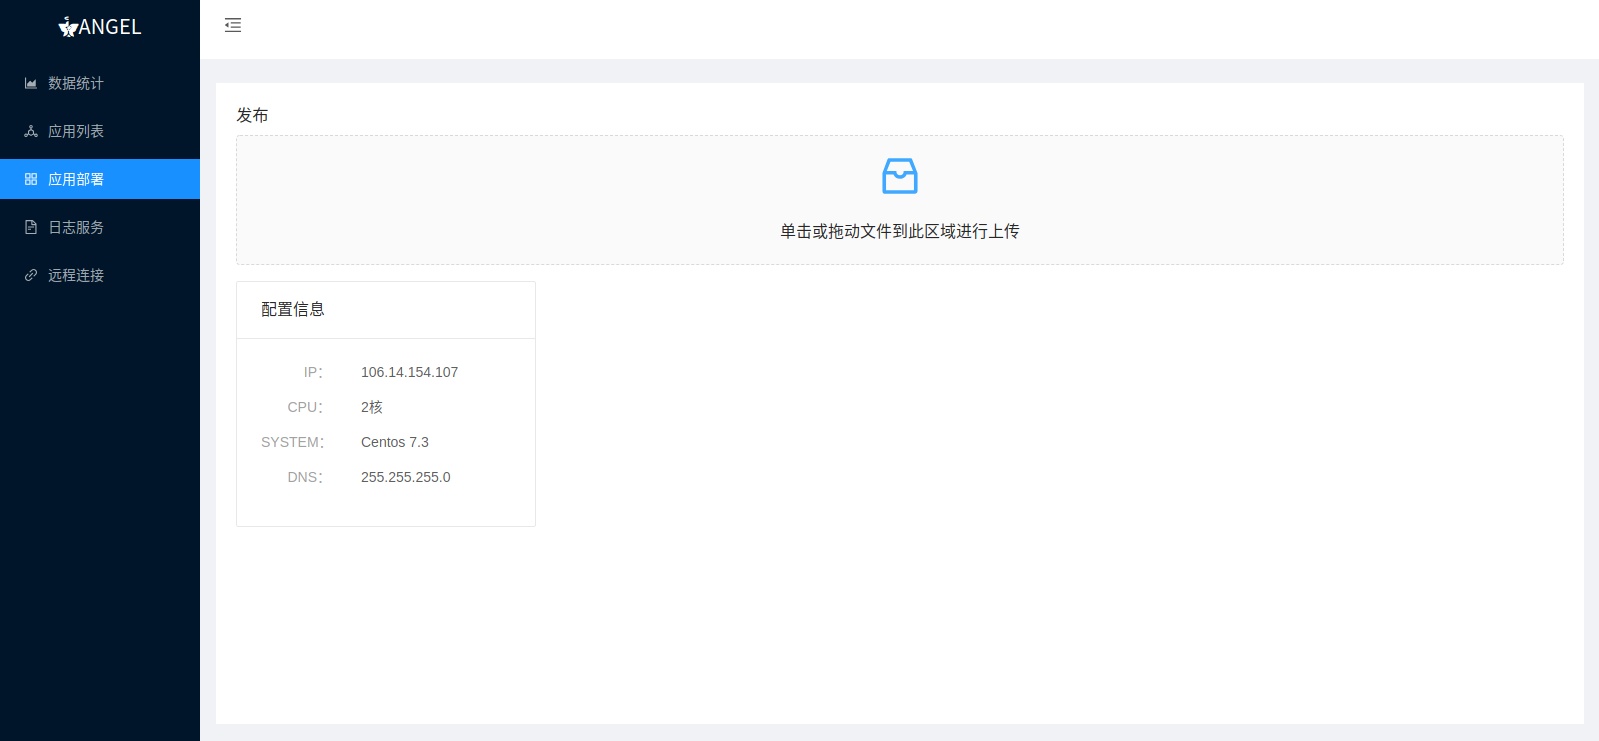 ANGEL
数据统计
应用列表
应用部署
日志服务
远程连接
发布
单击或拖动文件到此区域进行上传
配置信息
IP： 106.14.154.107
CPU： 2核
SYSTEM： Centos 7.3
DNS： 255.255.255.0